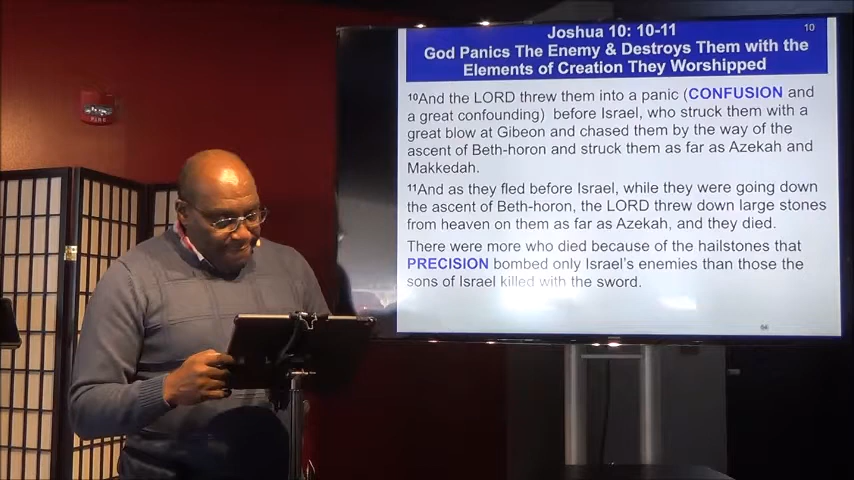 Joshua 10: 10-11
10
God Panics The Enemy & Destroys Them with the
Elements of Creation They Worshipped
10And the LORD threw them into a panic (CONFUSION and
a great confounding) before Israel, who struck them with a
great blow at Gibeon and chased them by the way of the
ascent of Beth-horon and struck them as far as Azekah and
Makkedah.
11And as they fled before Israel, while they were going down
the ascent of Beth-horon, the LORD threw down large stones
from heaven on them as far as Azekah, and they died.
There were more who died because of the hailstones that
PRECISION bombed only Israel's enemies than those the
sons of Israel killed with the sword.